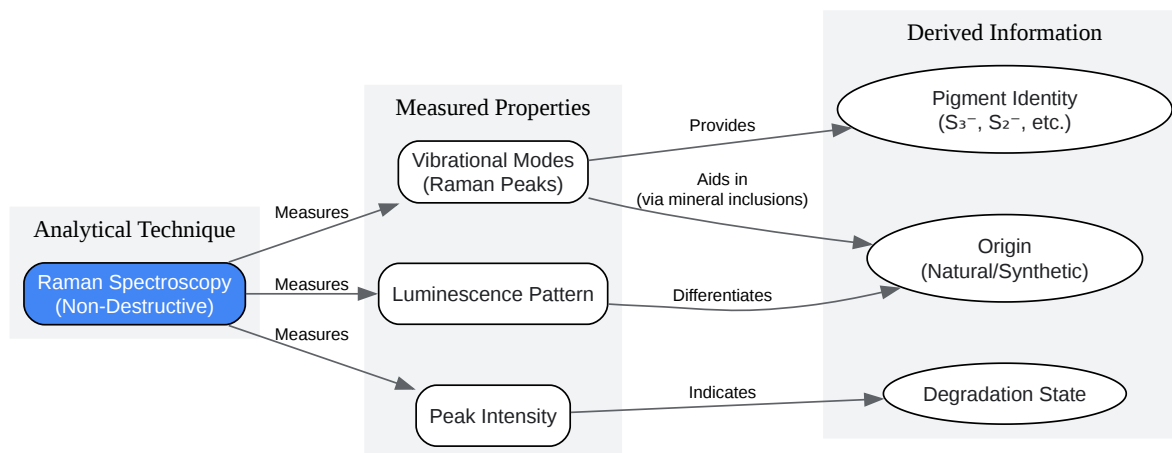 Analytical Technique
Raman Spectroscopy
(Non-Destructive)
Measures
Measures
Measures
Measured Properties
Vibrational Modes
(Raman Peaks)
Luminescence Pattern
Peak Intensity
Provides
Aids in
(via mineral inclusions)
Differentiates
Indicates
Derived Information
Pigment Identity
(S₃⁻, S₂⁻, etc.)
Origin
(Natural/Synthetic)
Degradation State